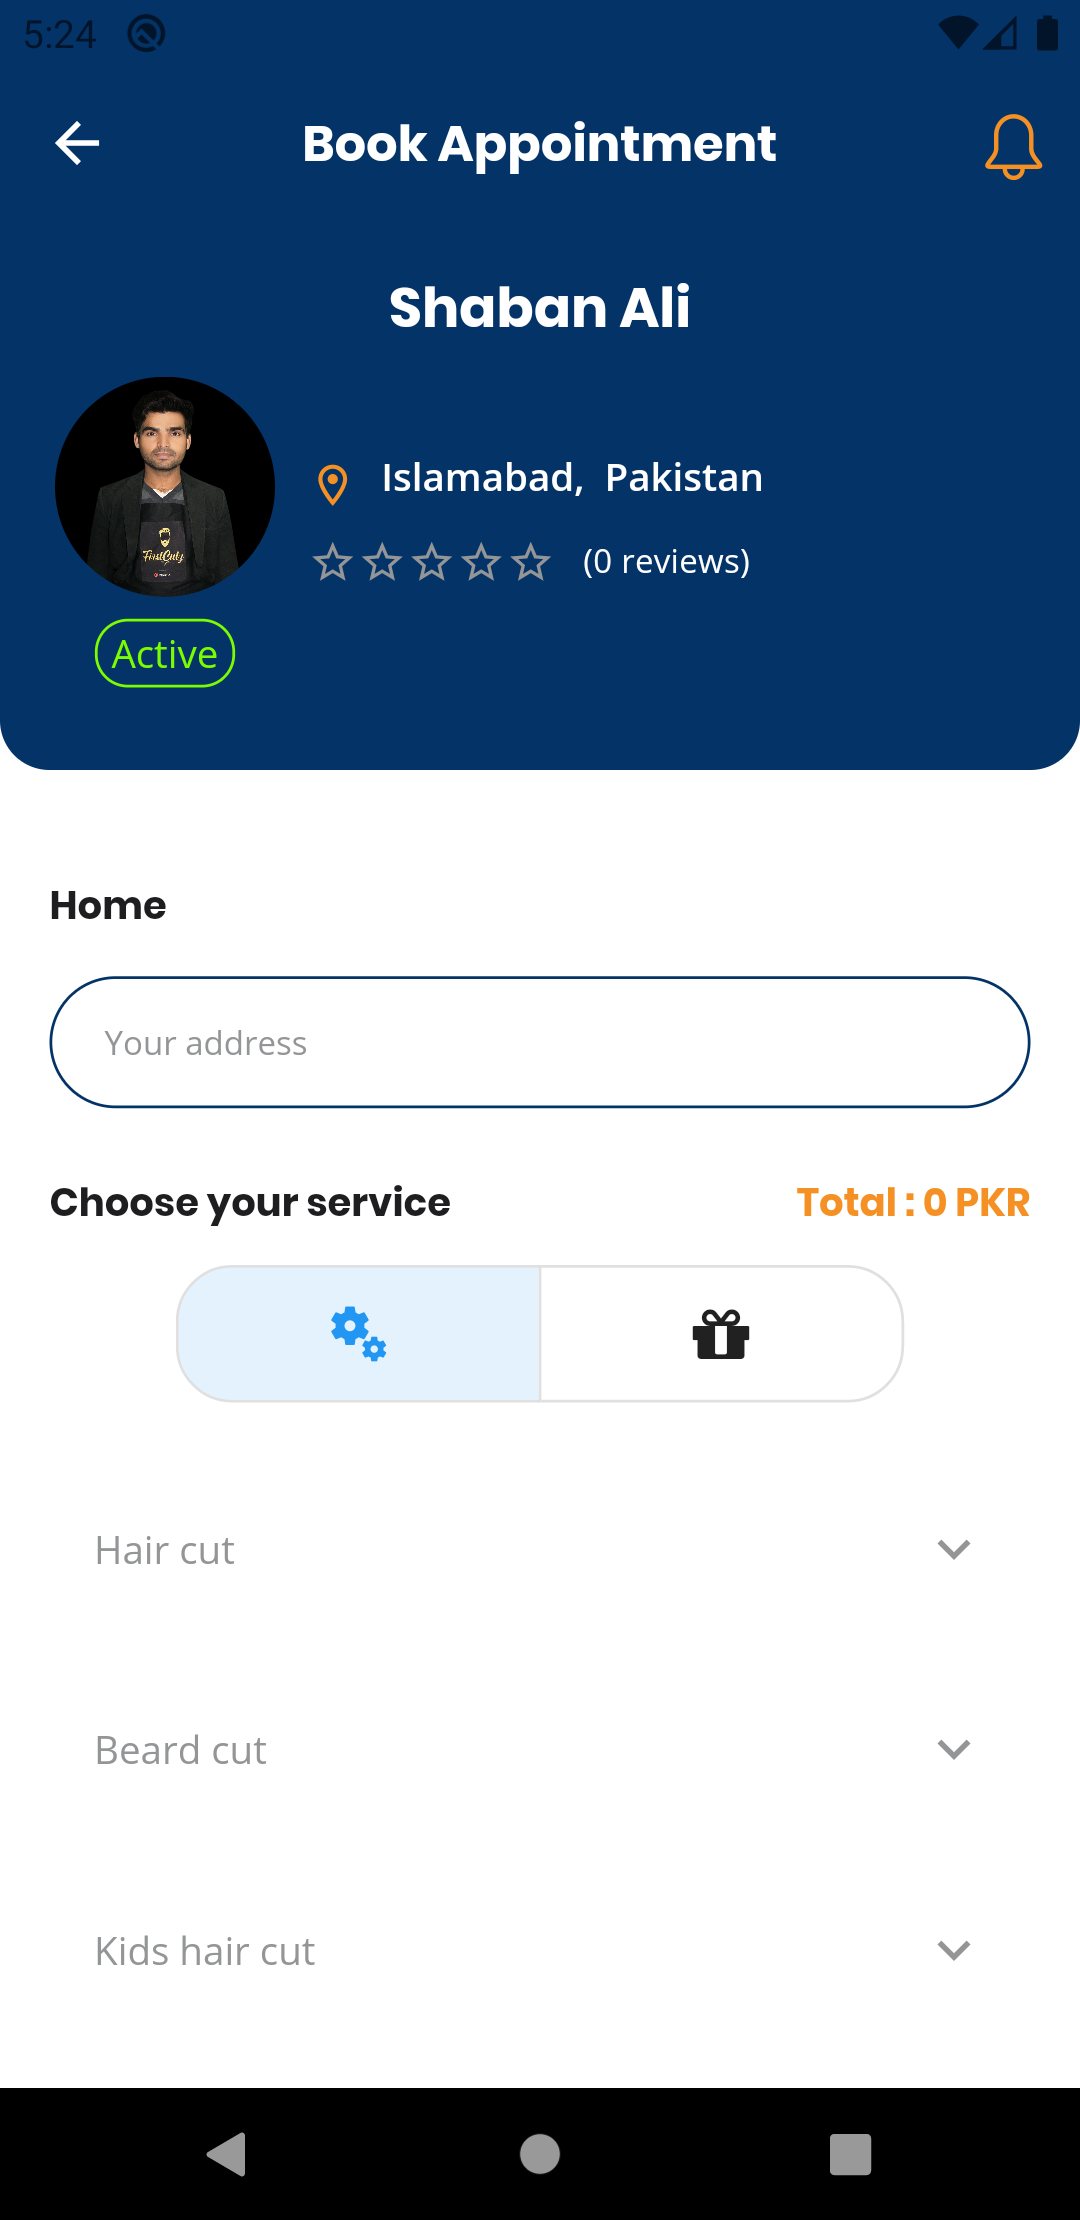 5:24
Book Appointment
Shaban Ali
Islamabad, Pakistan
(0 reviews)
FastCuts
Active
Home
Your address
Choose your service
Total : 0 PKR
Hair cut
Beard cut
Kids hair cut